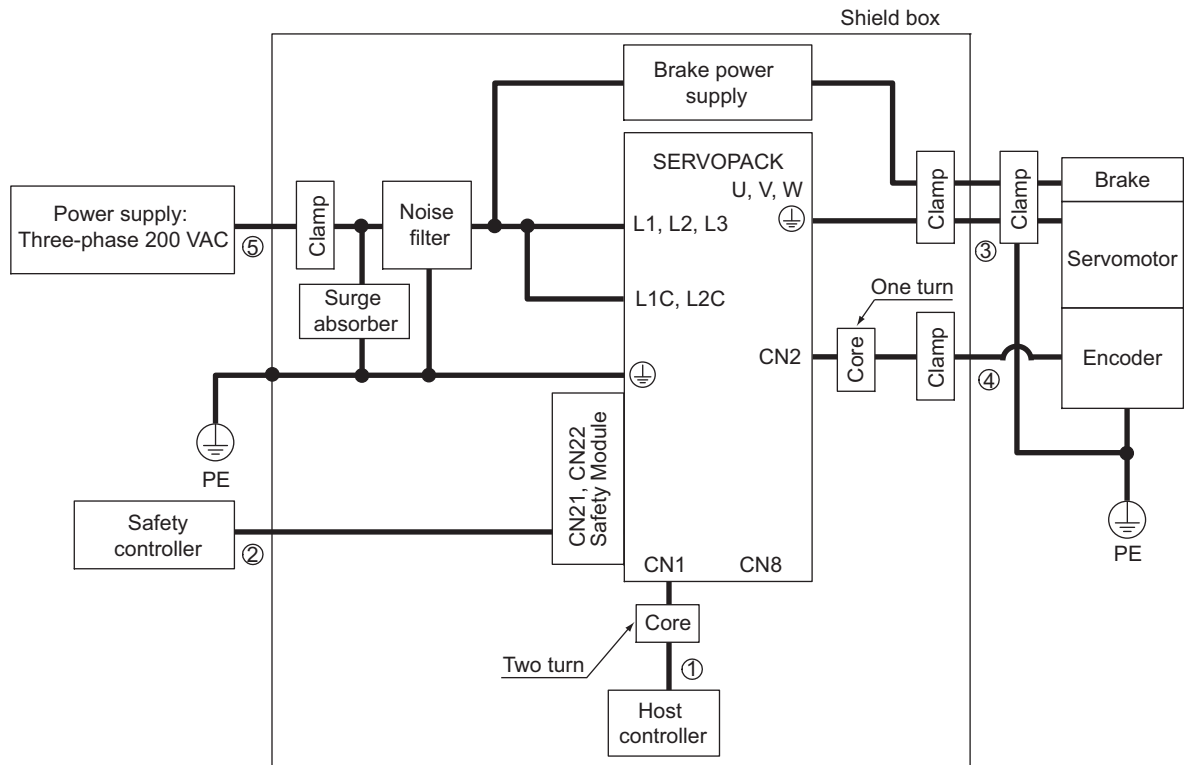 Shield box
Brake power
supply
SERVOPACK
U, V, W
Clamp
Clamp
Brake
Power supply:
Three-phase 200 VAC
⑤
Clamp
Noise
filter
L1, L2, L3
③
Servomotor
Surge
absorber
L1C, L2C
One turn
CN2
Core
Clamp
④
Encoder
PE
CN21, CN22
Safety Module
Safety
controller
②
PE
CN1
CN8
Core
Two turn
①
Host
controller